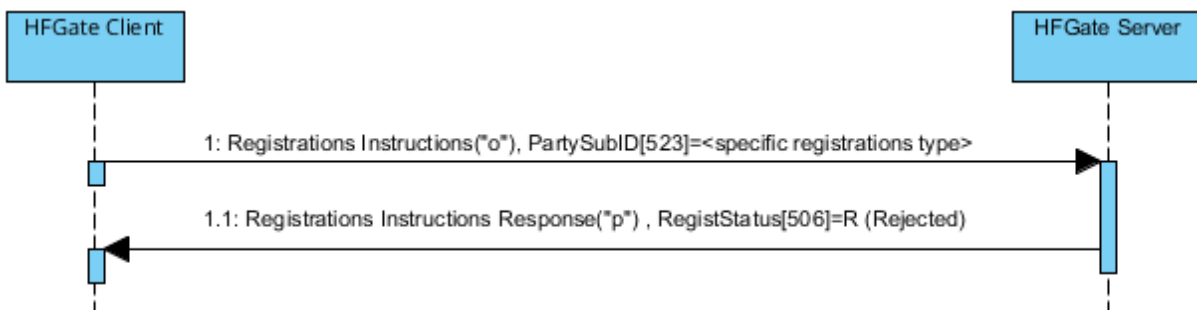 HFGate Client
HFGate Server
1: Registrations Instructions("o"), PartySubID[523]=<specific registrations type>
1.1: Registrations Instructions Response("p") , RegistStatus[506]=R (Rejected)